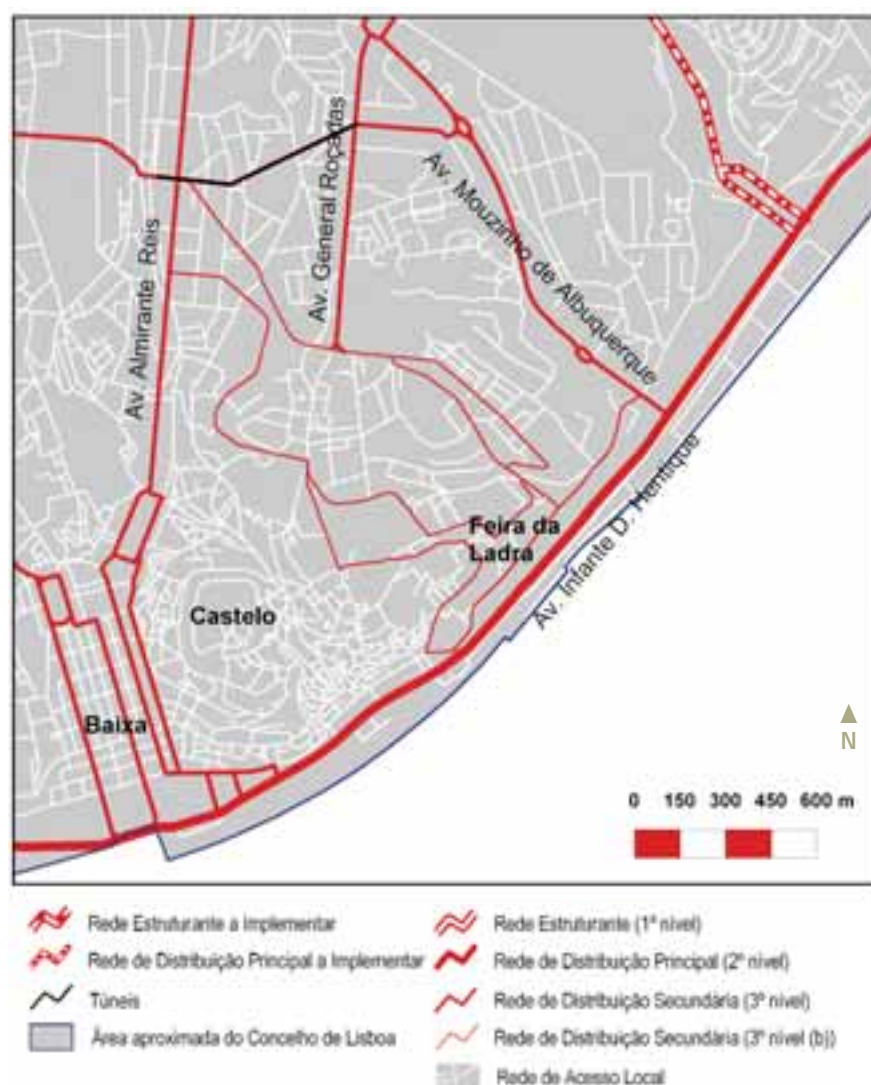 Av. General Roçadas
Av. Mouzinho de Albuquerque
Av. Almirante Reis
Feira da
Ladra
Av. Infante D. Henrique
Castelo
Baixa
N
0 150 300 450 600 m
Rede Estruturante a Implementar
Rede de Distribuição Principal a Implementar
Túneis
Área aproximada do Concelho de Lisboa
Rede Estruturante (1º nível)
Rede de Distribuição Principal (2º nível)
Rede de Distribuição Secundária (3º nível)
Rede de Distribuição Secundária (3º nível (b))
Rede de Acesso Local